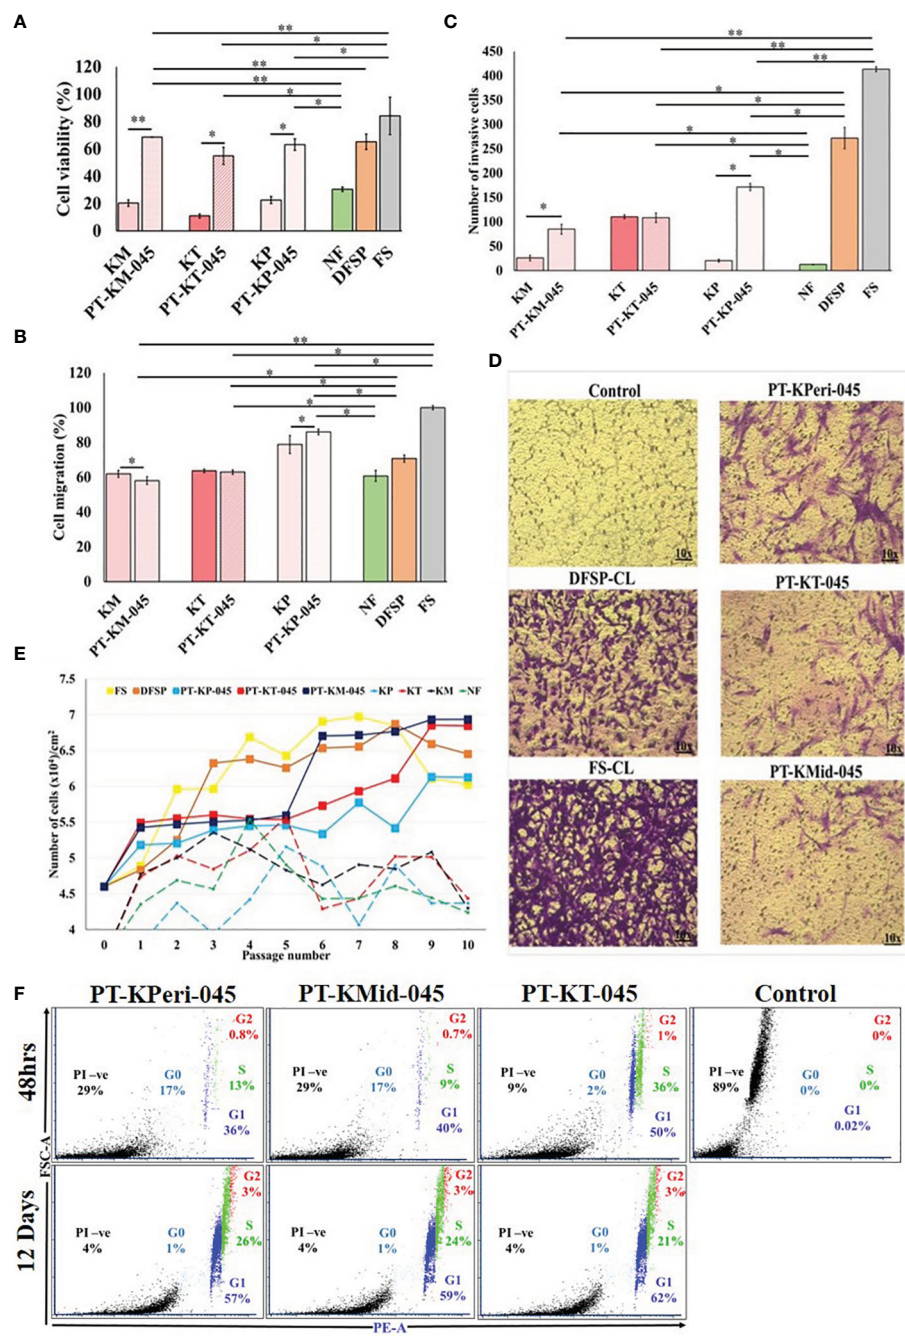 A
**
*
*
**
**
*
*
**
*
*
120
100
80
60
40
20
0
Cell viability (%)
KM
PT-KM-045
KT
PT-KT-045
KP
PT-KP-045
NF
DFSP
FS
C
**
**
**
*
*
*
*
*
*
*
*
450
400
350
300
250
200
150
100
50
0
Number of invasive cells
KM
PT-KM-045
KT
PT-KT-045
KP
PT-KP-045
NF
DFSP
FS
B
**
*
*
*
*
*
*
*
*
*
120
100
80
60
40
20
0
Cell migration (%)
KM
PT-KM-045
KT
PT-KT-045
KP
PT-KP-045
NF
DFSP
FS
D
Control
PT-KPeri-045
10x
10x
DFSP-CL
PT-KT-045
10x
10x
FS-CL
PT-KMid-045
10x
10x
E
FS DFSP PT-KP-045 PT-KT-045 PT-KM-045 KP KT KM NF
7.5
7
6.5
6
5.5
5
4.5
4
Number of cells (x10⁴)/cm²
0 1 2 3 4 5 6 7 8 9 10
Passage number
F
PT-KPeri-045 PT-KMid-045 PT-KT-045 Control
48hrs
FSC-A
PI –ve
29%
G0
17%
G2
0.8%
S
13%
G1
36%
PI –ve
29%
G0
17%
G2
0.7%
S
9%
G1
40%
PI –ve
9%
G0
2%
G2
1%
S
36%
G1
50%
PI –ve
89%
G0
0%
G2
0%
S
0%
G1
0.02%
12 Days
PI –ve
4%
G0
1%
G2
3%
S
26%
G1
57%
PI –ve
4%
G0
1%
G2
3%
S
24%
G1
59%
PI –ve
4%
G0
1%
G2
3%
S
21%
G1
62%
PE-A